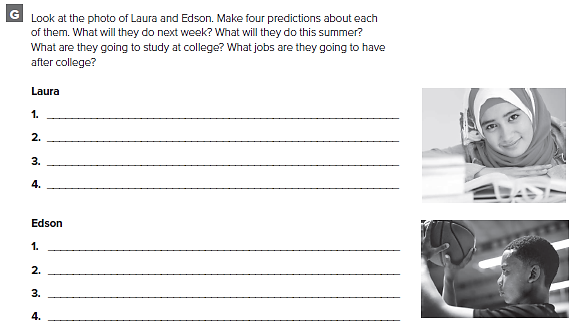 G
Look at the photo of Laura and Edson. Make four predictions about each
of them. What will they do next week? What will they do this summer?
What are they going to study at college? What jobs are they going to have
after college?
Laura
1.
2.
3.
4.
Edson
1.
2.
3.
4.